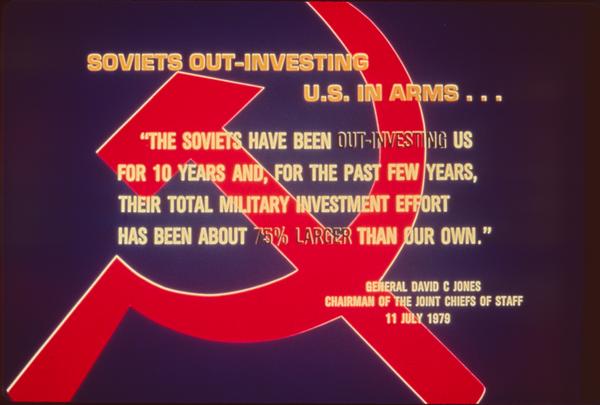 SOVIETS OUT-INVESTING
U.S. IN ARMS . . .
“THE SOVIETS HAVE BEEN OUT-INVESTING US
FOR 10 YEARS AND, FOR THE PAST FEW YEARS,
THEIR TOTAL MILITARY INVESTMENT EFFORT
HAS BEEN ABOUT 75% LARGER THAN OUR OWN.”
GENERAL DAVID C JONES
CHAIRMAN OF THE JOINT CHIEFS OF STAFF
11 JULY 1979